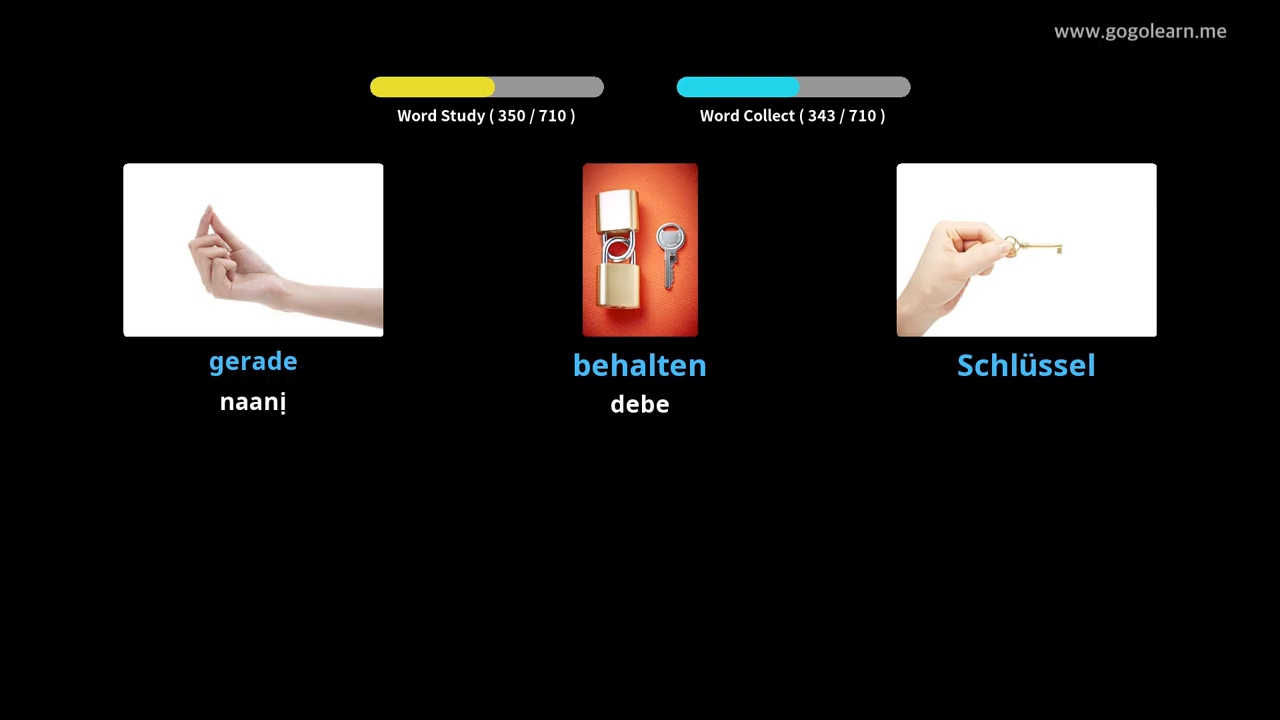 www.gogolearn.me
Word Study ( 350 / 710 )
Word Collect ( 343 / 710 )
gerade
behalten
Schlüssel
naanị
debe